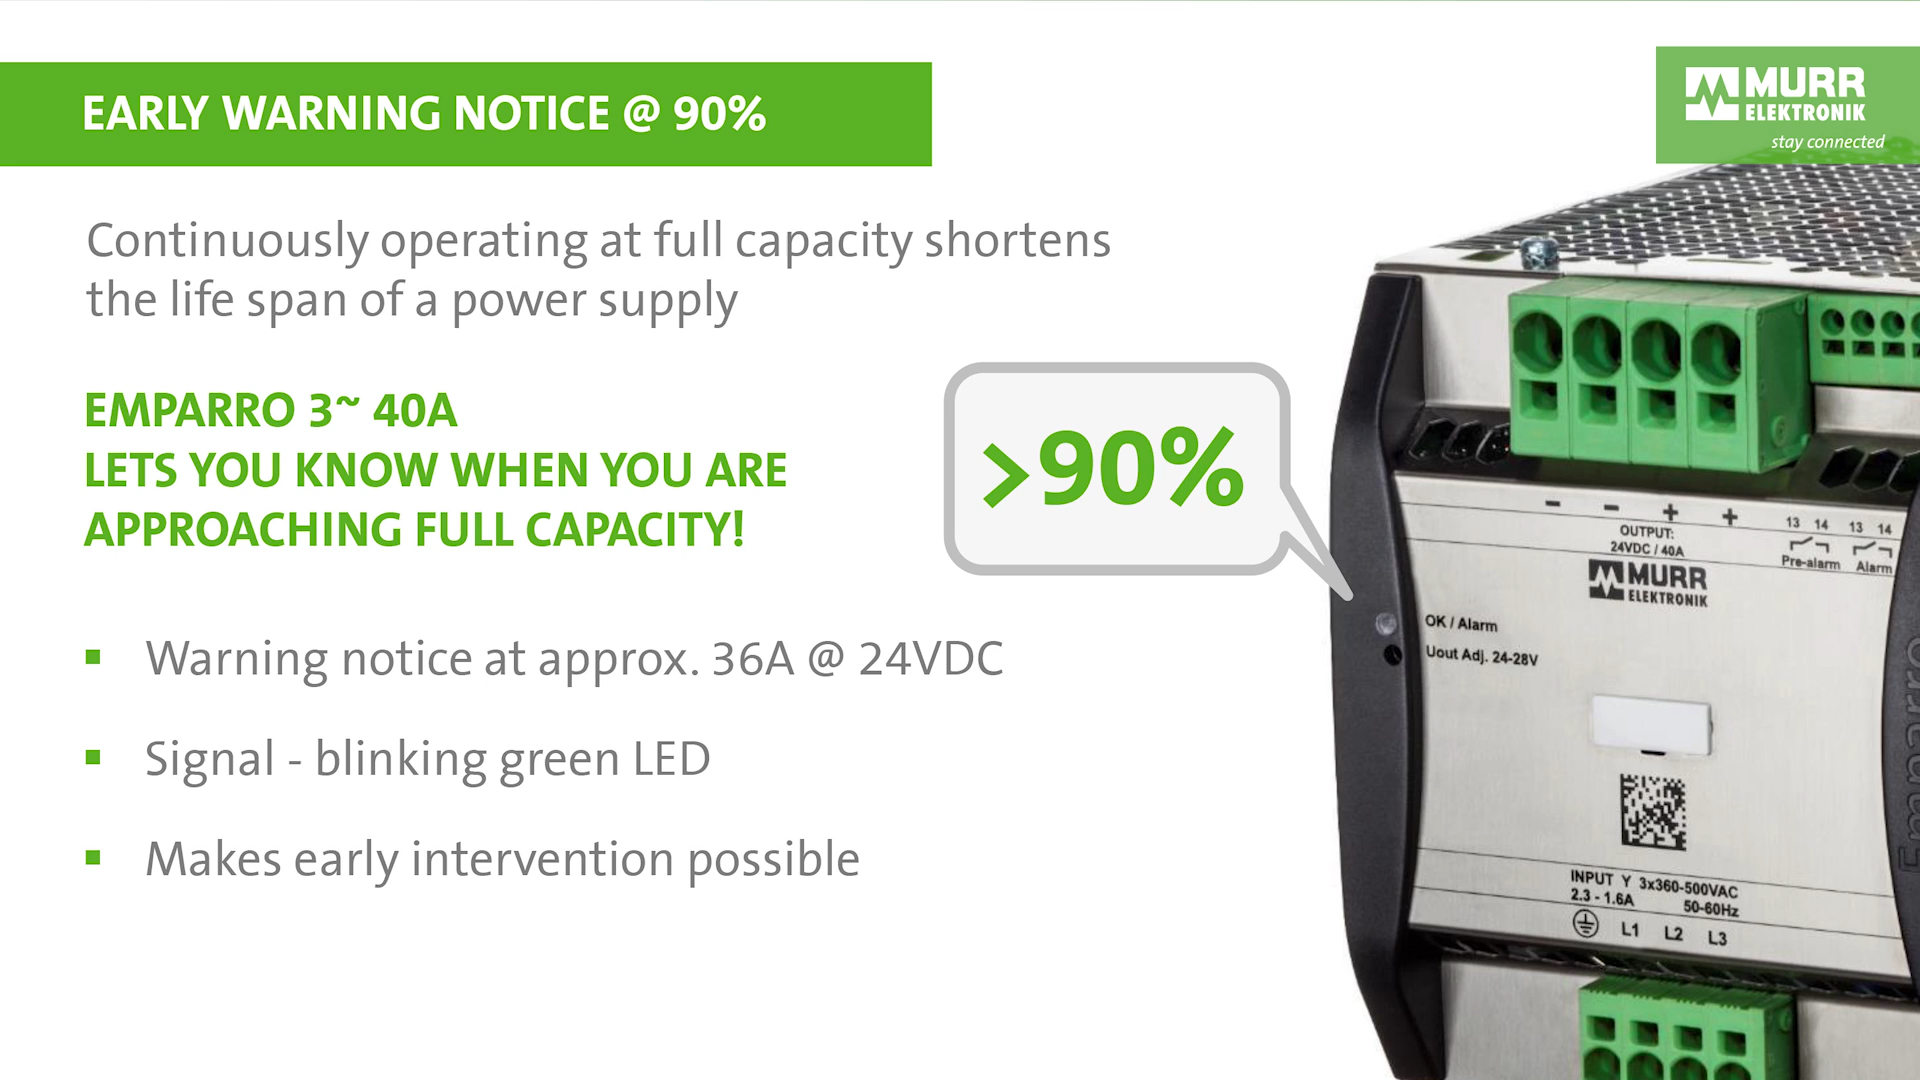 EARLY WARNING NOTICE @ 90%
MURR
ELEKTRONIK
stay connected
Continuously operating at full capacity shortens
the life span of a power supply
EMPARRO 3~ 40A
LETS YOU KNOW WHEN YOU ARE
APPROACHING FULL CAPACITY!
>90%
▪ Warning notice at approx. 36A @ 24VDC
▪ Signal - blinking green LED
▪ Makes early intervention possible
- - + +
13 14 13 14
OUTPUT:
24VDC / 40A
Pre-alarm Alarm
MURR
ELEKTRONIK
OK / Alarm
Uout Adj. 24-28V
INPUT Y 3x360-500VAC
2.3 - 1.6A 50-60Hz
L1 L2 L3
Emparro